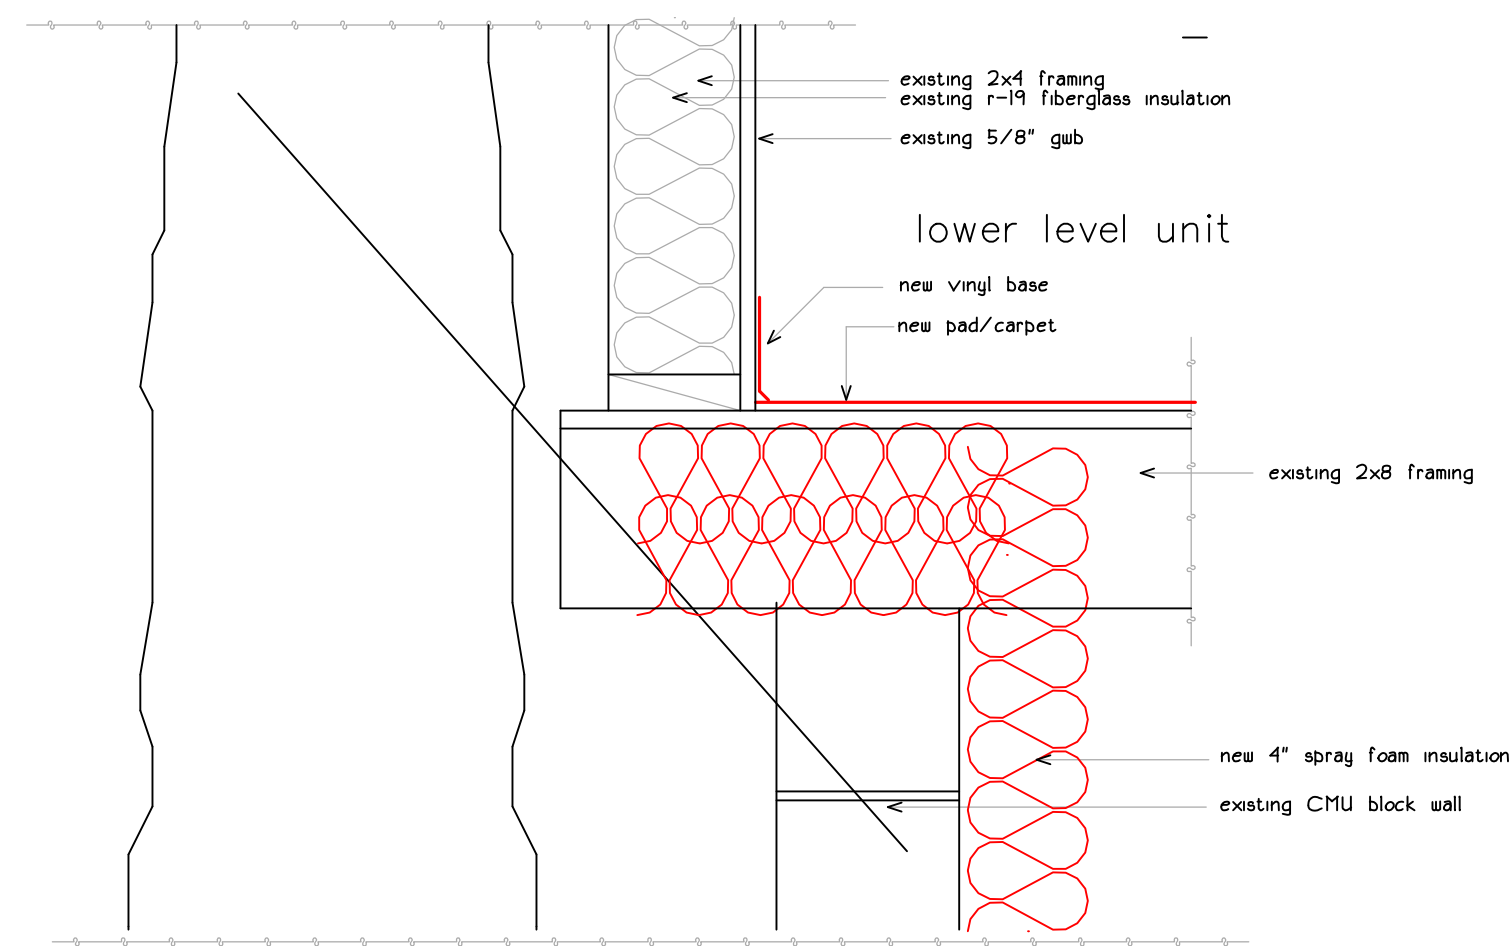 existing 2x4 framing
existing r-19 fiberglass insulation
existing 5/8" gwb
lower level unit
new vinyl base
new pad/carpet
existing 2x8 framing
new 4" spray foam insulation
existing CMU block wall